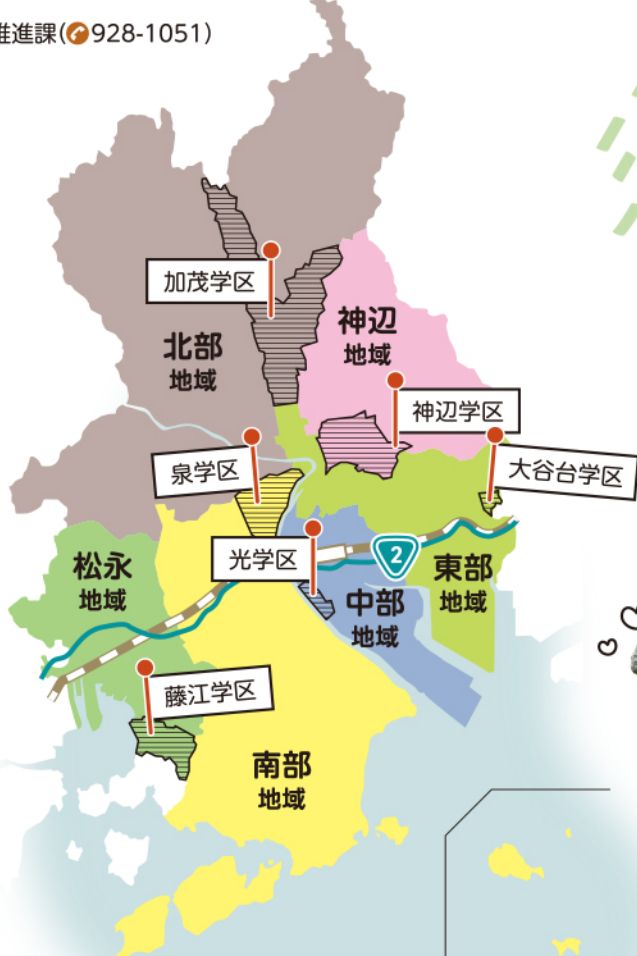 推進課(928-1051)
加茂学区
神辺
地域
北部
地域
神辺学区
泉学区
大谷台学区
光学区
2
松永
地域
東部
地域
中部
地域
藤江学区
南部
地域